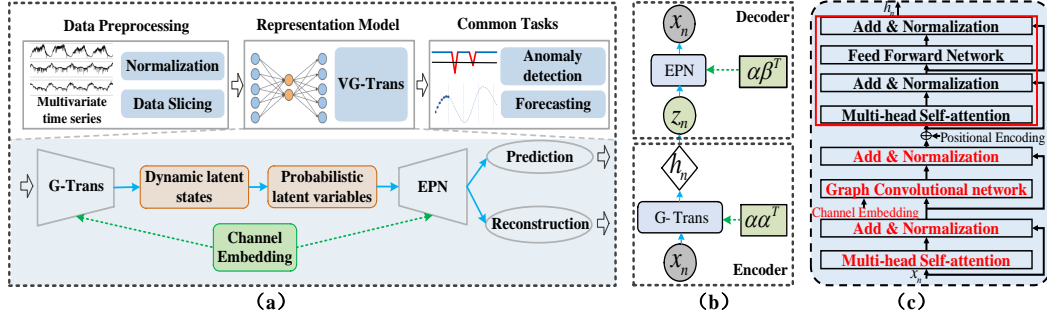 Data Preprocessing
Normalization
Data Slicing
Multivariate
time series
Representation Model
VG-Trans
Common Tasks
Anomaly
detection
Forecasting
G-Trans
Dynamic latent
states
Probabilistic
latent variables
EPN
Prediction
Reconstruction
Channel
Embedding
(a)
x_n
Decoder
EPN
αβ^T
z_n
h_n
G-Trans
αα^T
x_n
Encoder
(b)
h_n
Add & Normalization
Feed Forward Network
Add & Normalization
Multi-head Self-attention
Positional Encoding
Add & Normalization
Graph Convolutional network
Channel Embedding
Add & Normalization
Multi-head Self-attention
x_n
(c)